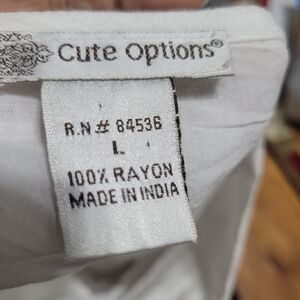 Cute Options®
R.N.# 84536
L
100% RAYON
MADE IN INDIA